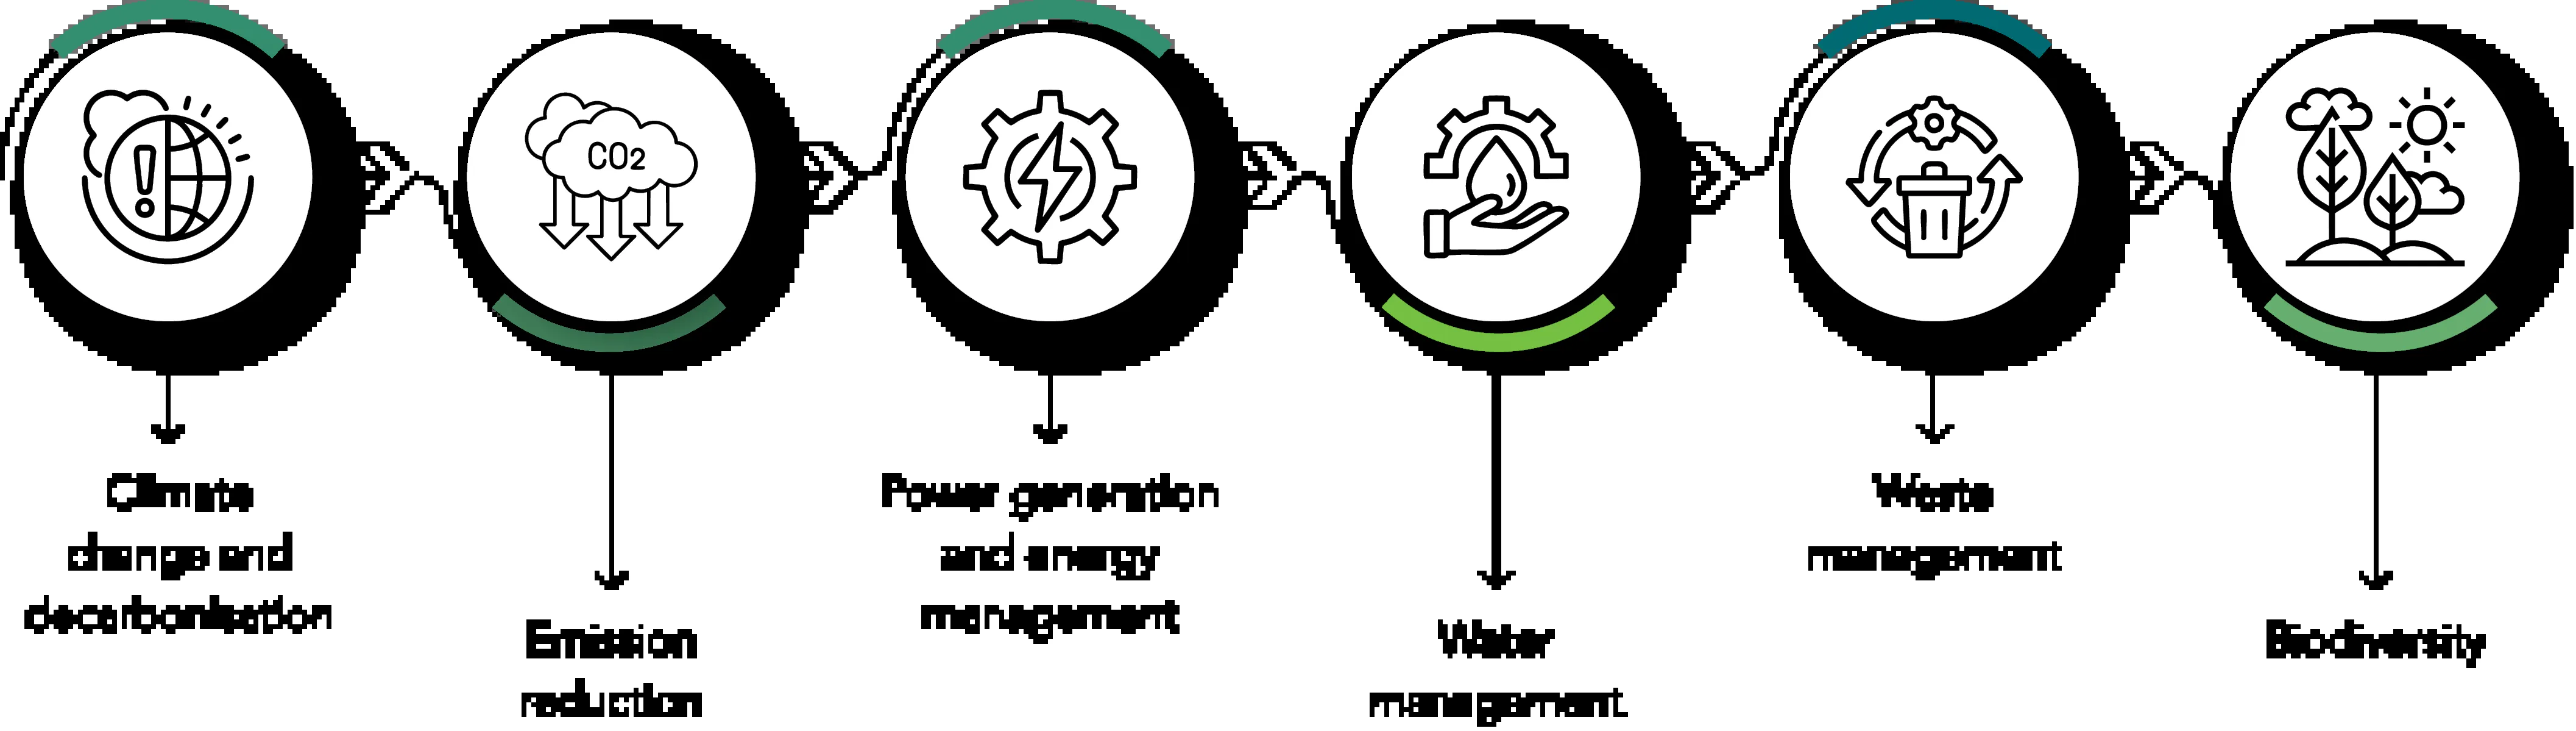 CO2
Climate
change and
decarbonisation
Emission
reduction
Power generation
and energy
management
Water
management
Waste
management
Biodiversity